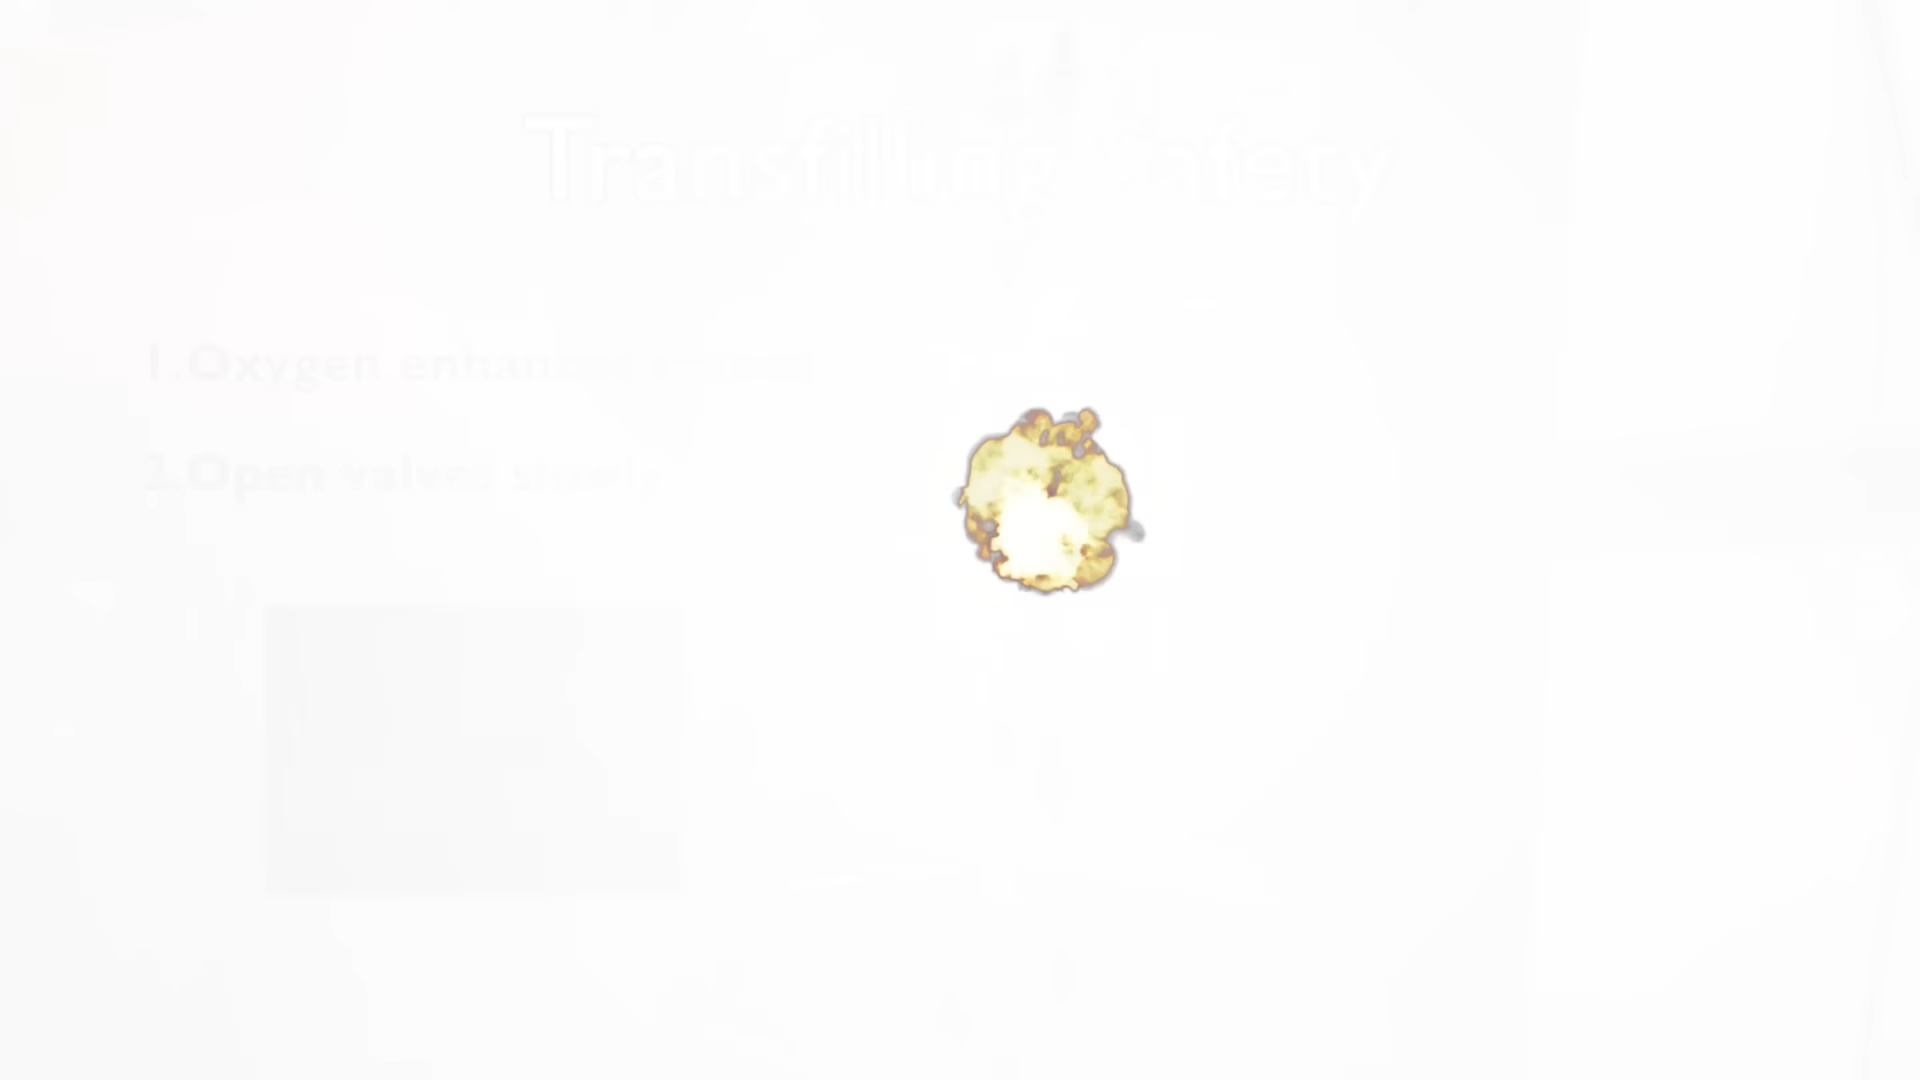 Transfilling Safety
1.Oxygen enhances
2.Open valves slowly